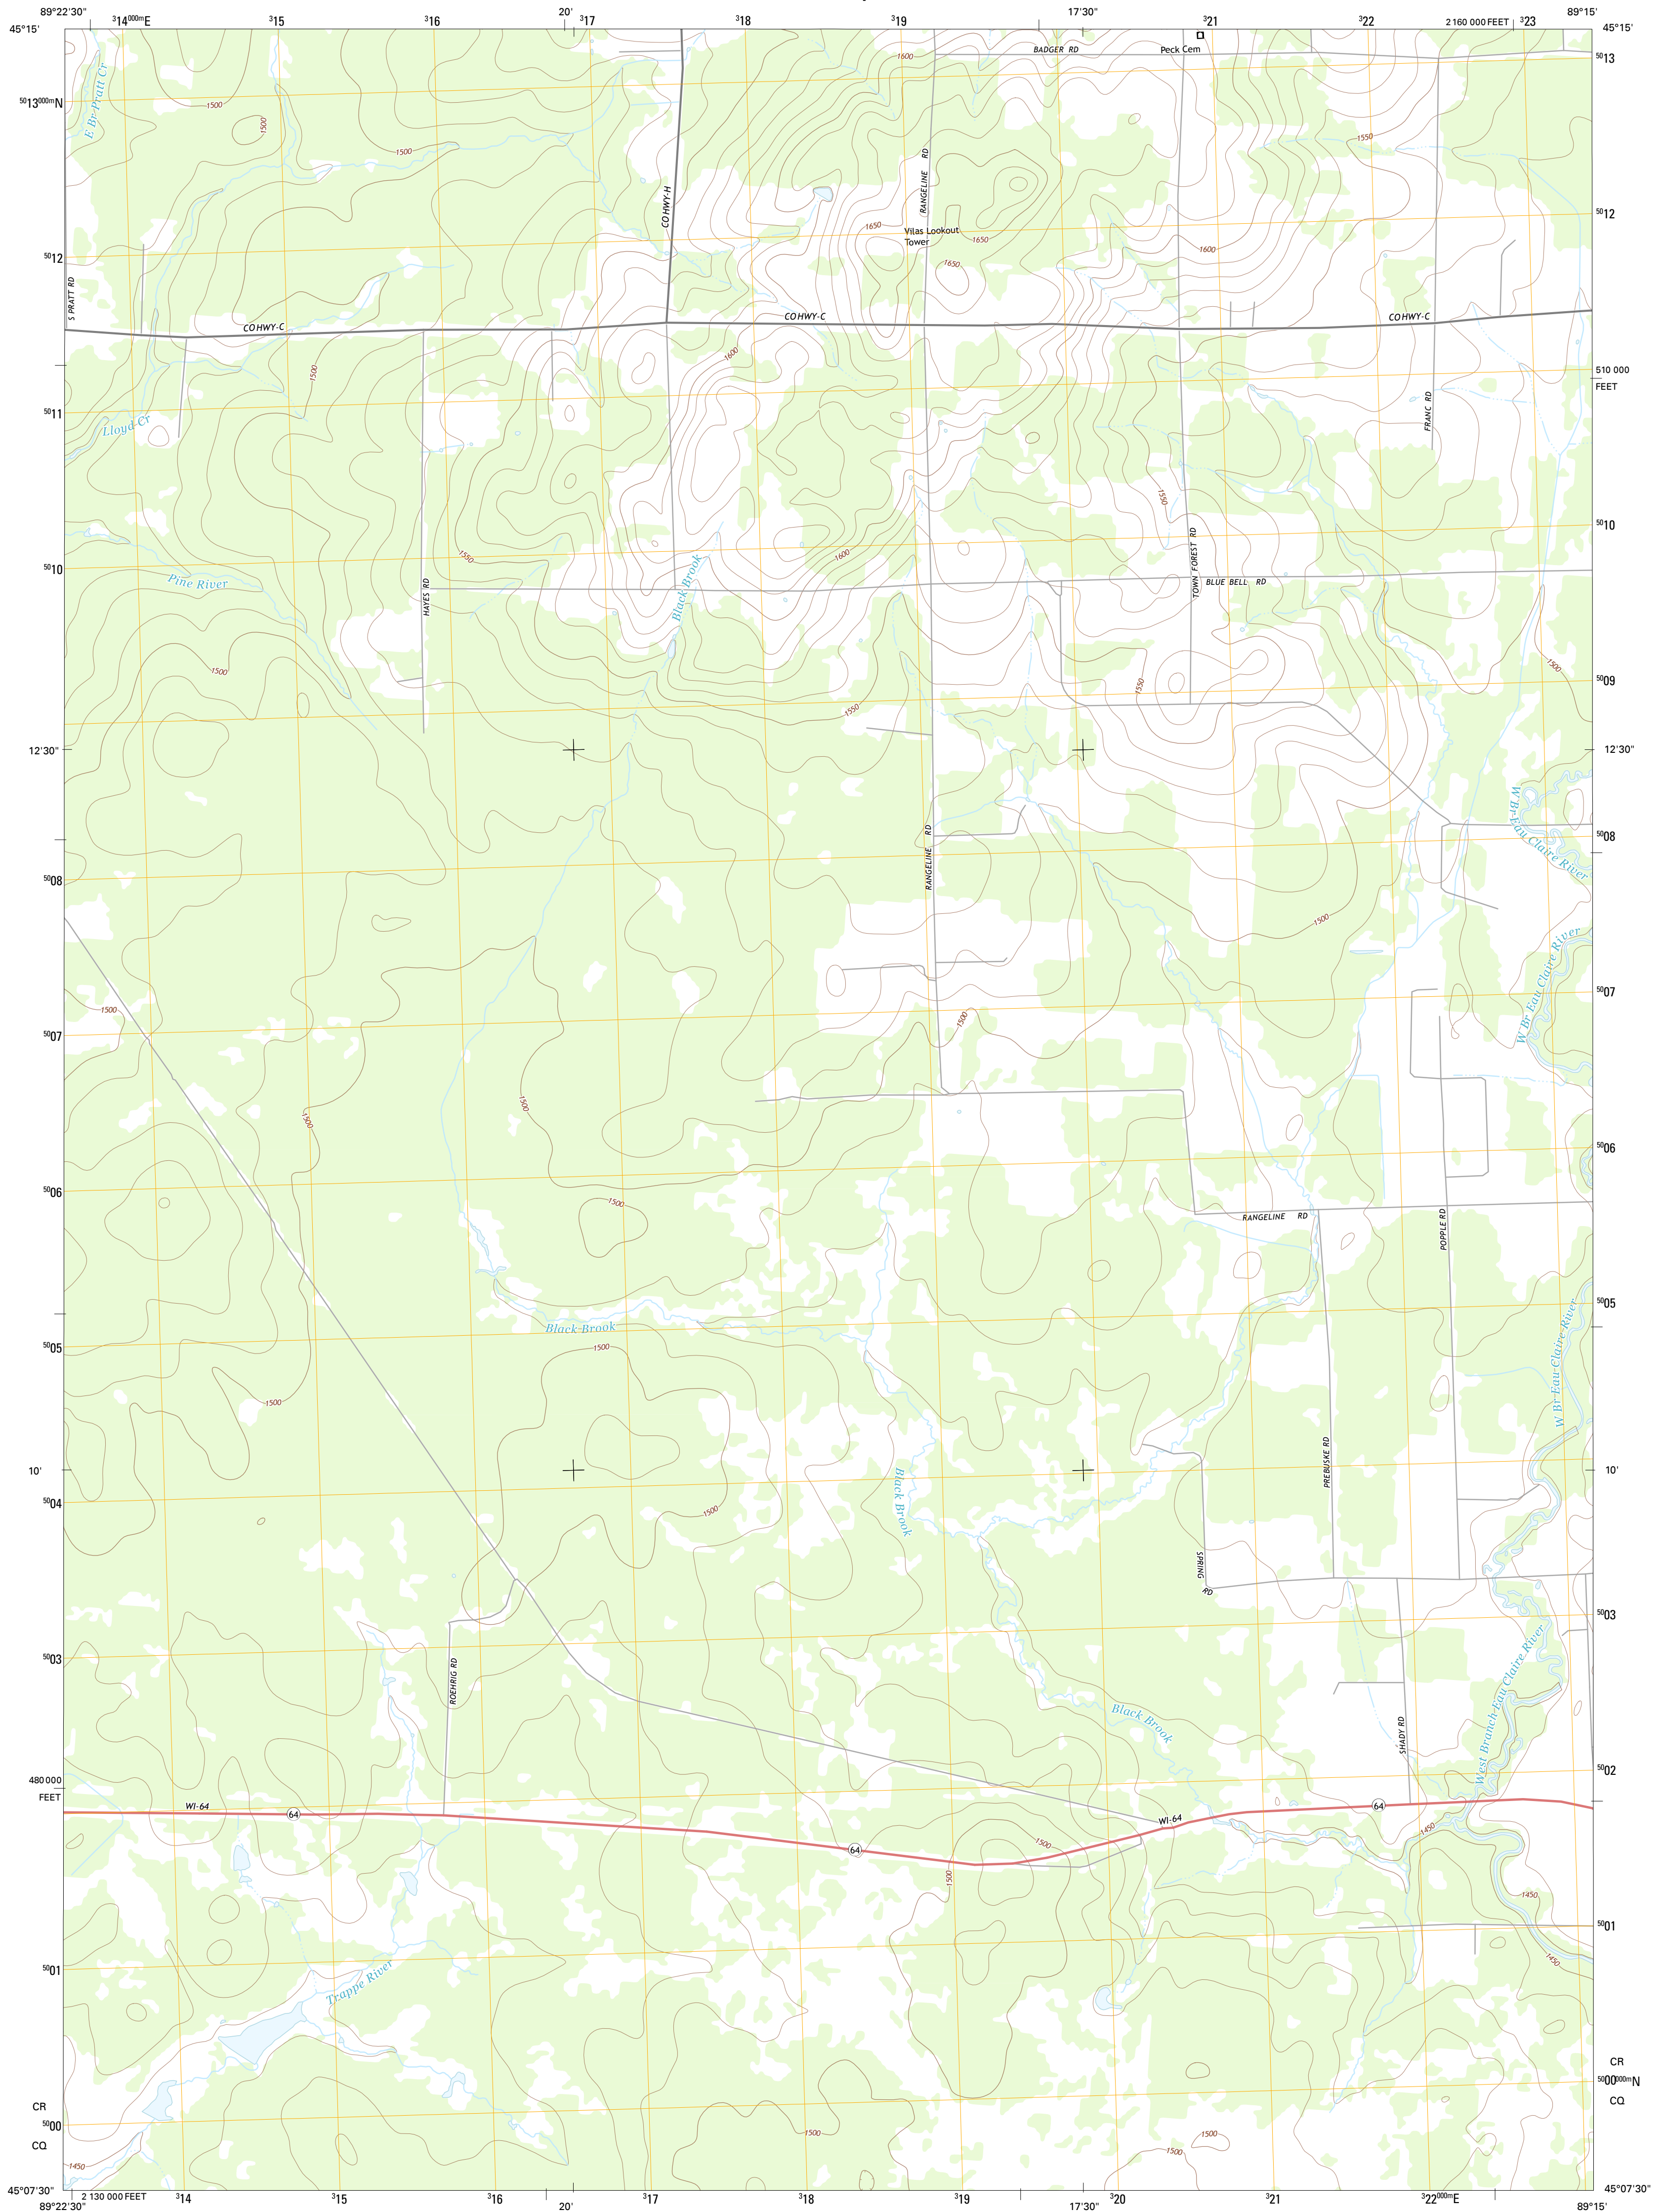 89°22'30"
³14⁰⁰⁰ᵐE
³15
³16
20'
³17
³18
³19
17'30"
³21
³22
2 160 000 FEET
³23
89°15'
45°15'
45°15'
BADGER RD
Peck Cem
1600
⁵⁰13
⁵⁰13⁰⁰⁰ᵐN
E Br Pratt Cr
1500
1500
1500
1550
RANGELINE RD
CO HWY-H
⁵⁰12
1650
Vilas Lookout
Tower
1650
1600
⁵⁰12
1650
S PRATT RD
CO HWY-C
CO HWY-C
CO HWY-C
1600
1500
510 000
FEET
⁵⁰11
Lloyd Cr
FRANC RD
1550
⁵⁰10
1550
1600
TOWN FOREST RD
⁵⁰10
Pine River
HAYES RD
Black Brook
BLUE BELL RD
1500
1500
1550
⁵⁰09
1550
12'30"
12'30"
W Br Eau Claire River
RANGELINE RD
⁵⁰08
⁵⁰08
1500
W Br Eau Claire River
⁵⁰07
1500
1500
⁵⁰07
1500
1500
⁵⁰06
⁵⁰06
1500
RANGELINE RD
POPPLE RD
⁵⁰05
Black Brook
⁵⁰05
1500
W Br Eau Claire River
1500
PREBUSKE RD
10'
10'
Black Brook
⁵⁰04
1500
SPRING
RD
⁵⁰03
⁵⁰03
ROEHRIG RD
West Branch Eau Claire River
Black Brook
SHADY RD
⁵⁰02
480 000
FEET
WI-64
64
WI-64
64
64
1450
1500
1500
1450
⁵⁰01
1450
⁵⁰01
Trappe River
CR
⁵⁰00⁰⁰⁰ᵐN
CQ
CR
⁵⁰00
CQ
1500
1500
1500
1450
45°07'30"
45°07'30"
2 130 000 FEET
³14
³15
³16
³17
³18
³19
³20
³21
³22⁰⁰⁰ᵐE
89°22'30"
20'
17'30"
89°15'